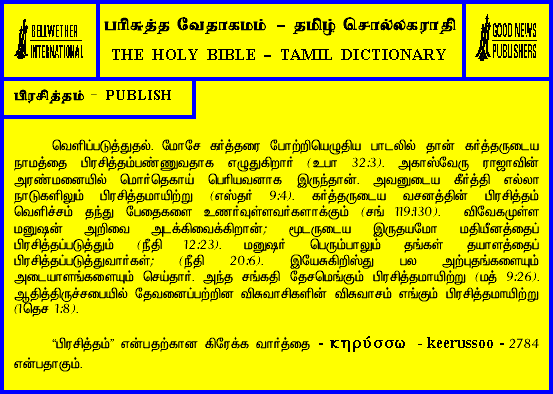 BELLWETHER
INTERNATIONAL
பரிசுத்த வேதாகமம் – தமிழ் சொல்லகராதி
THE HOLY BIBLE – TAMIL DICTIONARY
GOOD NEWS
PUBLISHERS
பிரசித்தம் – PUBLISH
வெளிப்படுத்துதல். மோசே கர்த்தரை போற்றியெழுதிய பாடலில் தான் கர்த்தருடைய
நாமத்தை பிரசித்தம்பண்ணுவதாக எழுதுகிறார் (உபா 32:3). அகாஸ்வேரு ராஜாவின்
அரண்மனையில் மொர்தெகாய் பெரியவனாக இருந்தான். அவனுடைய கீர்த்தி எல்லா
நாடுகளிலும் பிரசித்தமாயிற்று (எஸ்தர் 9:4). கர்த்தருடைய வசனத்தின் பிரசித்தம்
வெளிச்சம் தந்து பேதைகளை உணர்வுள்ளவர்களாக்கும் (சங் 119:130). விவேகமுள்ள
மனுஷன் அறிவை அடக்கிவைக்கிறான்; மூடருடைய இருதயமோ மதியீனத்தைப்
பிரசித்தப்படுத்தும் (நீதி 12:23). மனுஷர் பெரும்பாலும் தங்கள் தயாளத்தைப்
பிரசித்தப்படுத்துவார்கள்; (நீதி 20:6). இயேசுகிறிஸ்து பல அற்புதங்களையும்
அடையாளங்களையும் செய்தார். அந்த சங்கதி தேசமெங்கும் பிரசித்தமாயிற்று (மத் 9:26).
ஆதித்திருச்சபையில் தேவனைப்பற்றின விசுவாசிகளின் விசுவாசம் எங்கும் பிரசித்தமாயிற்று
(1தெச 1:8).
“பிரசித்தம்” என்பதற்கான கிரேக்க வார்த்தை - κηρύσσω - keerussoo - 2784
என்பதாகும்.